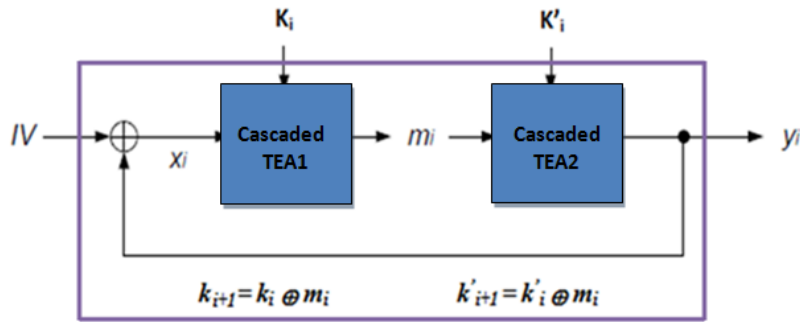 Kᵢ
K'ᵢ
IV
xᵢ
Cascaded
TEA1
mᵢ
Cascaded
TEA2
yᵢ
kᵢ₊₁=kᵢ⊕mᵢ
k'ᵢ₊₁=k'ᵢ⊕mᵢ